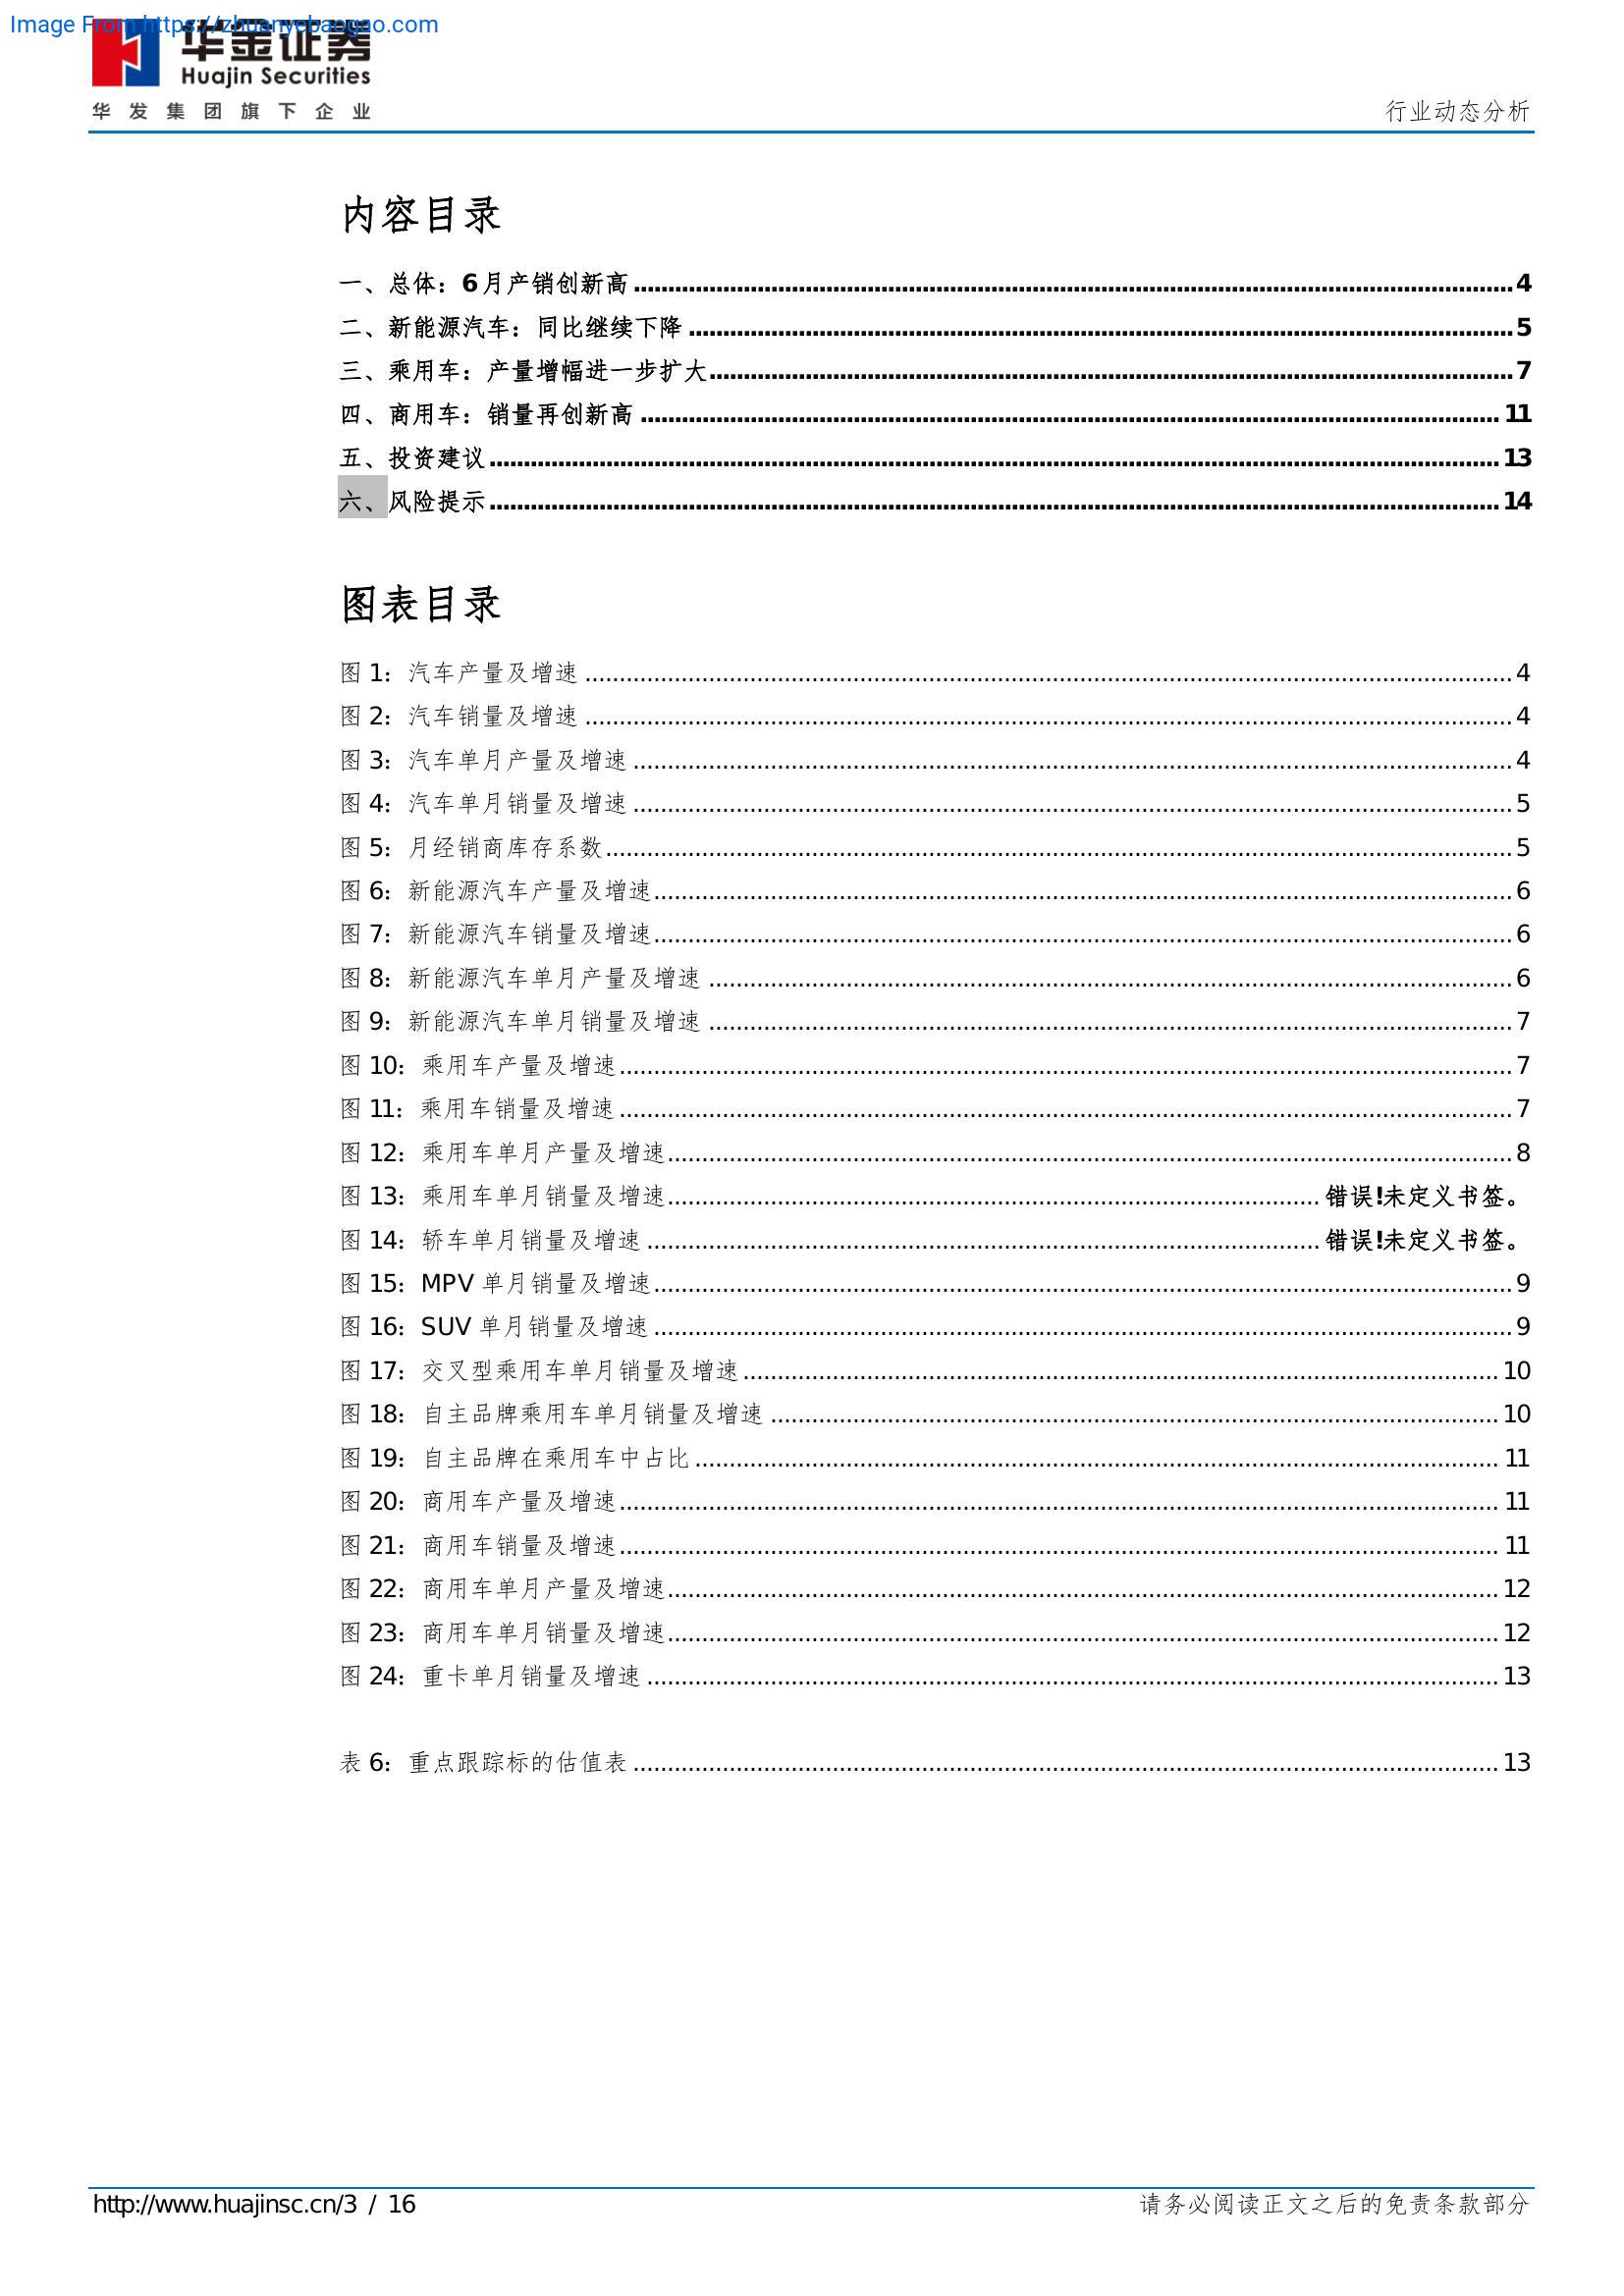 Image From https://zhuanyebaogao.com
华金证券
Huajin Securities
华发集团旗下企业
行业动态分析
内容目录
一、总体：6 月产销创新高 4
二、新能源汽车：同比继续下降 5
三、乘用车：产量增幅进一步扩大 7
四、商用车：销量再创新高 11
五、投资建议 13
六、风险提示 14
图表目录
图 1：汽车产量及增速 4
图 2：汽车销量及增速 4
图 3：汽车单月产量及增速 4
图 4：汽车单月销量及增速 5
图 5：月经销商库存系数 5
图 6：新能源汽车产量及增速 6
图 7：新能源汽车销量及增速 6
图 8：新能源汽车单月产量及增速 6
图 9：新能源汽车单月销量及增速 7
图 10：乘用车产量及增速 7
图 11：乘用车销量及增速 7
图 12：乘用车单月产量及增速 8
图 13：乘用车单月销量及增速 错误!未定义书签。
图 14：轿车单月销量及增速 错误!未定义书签。
图 15：MPV 单月销量及增速 9
图 16：SUV 单月销量及增速 9
图 17：交叉型乘用车单月销量及增速 10
图 18：自主品牌乘用车单月销量及增速 10
图 19：自主品牌在乘用车中占比 11
图 20：商用车产量及增速 11
图 21：商用车销量及增速 11
图 22：商用车单月产量及增速 12
图 23：商用车单月销量及增速 12
图 24：重卡单月销量及增速 13
表 6：重点跟踪标的估值表 13
http://www.huajinsc.cn/3 / 16
请务必阅读正文之后的免责条款部分